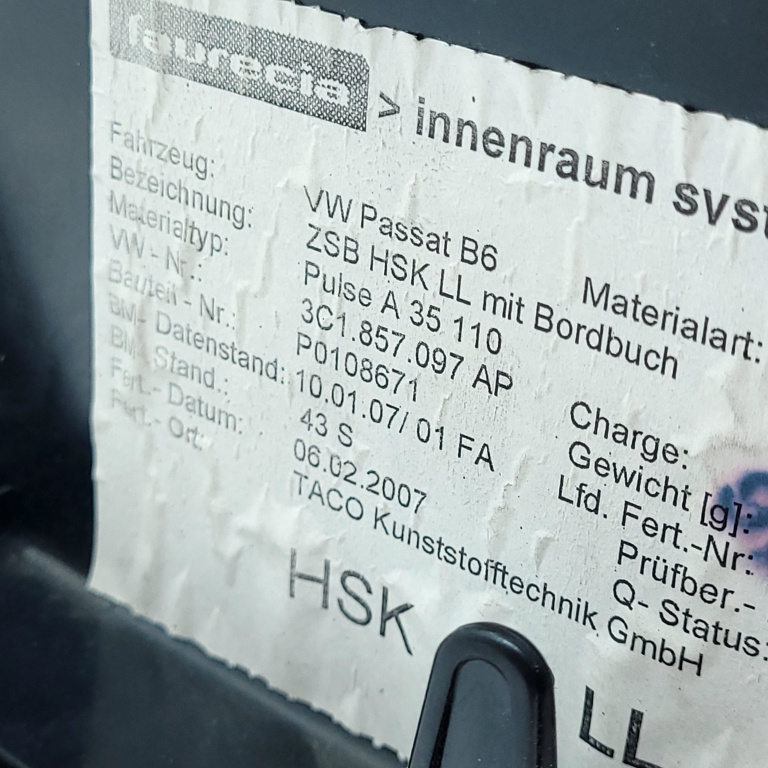 faurecia > innenraum syst
Fahrzeug: VW Passat B6
Bezeichnung: ZSB HSK LL mit Bordbuch
Materialtyp: Pulse A 35 110 Materialart:
VW - Nr.: 3C1.857.097 AP
Bauteil - Nr.: P0108671
BM- Datenstand: 10.01.07/ 01 FA Charge:
BM- Stand.: 43 S Gewicht [g]:
Fert.- Datum: 06.02.2007 Lfd. Fert.-Nr:
Fert.- Ort: TACO Kunststofftechnik GmbH Prüfber.-
Q- Status:
HSK LL